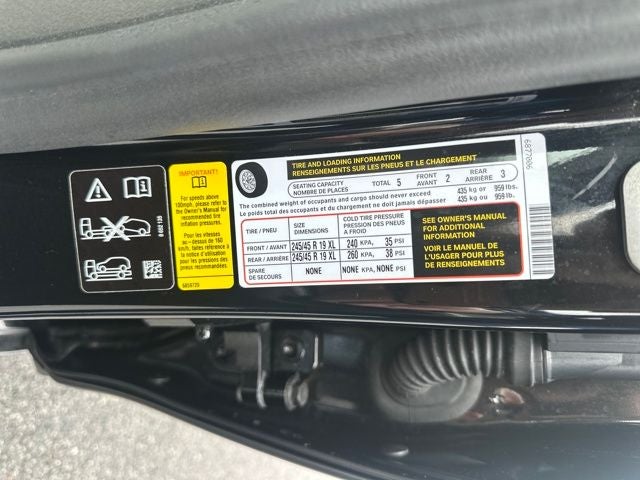 8 692 135
IMPORTANT!
For speeds above
100mph, please refer to
the Owner's Manual for
recommended tire
inflation pressures.
Pour les vitesses
au - dessus de 160
km/h, faites référence à
la notice d'utilisation
pour les pressions des
pneus recommandées.
6859779
TIRE AND LOADING INFORMATION
RENSEIGNEMENTS SUR LES PNEUS ET LE CHARGEMENT
SEATING CAPACITY
NOMBRE DE PLACES
TOTAL 5
FRONT
AVANT 2
REAR
ARRIÈRE 3
The combined weight of occupants and cargo should never exceed 435 kg or 959 lbs.
Le poids total des occupants et du chargement ne doit jamais dépasser 435 kg ou 959 lb.
TIRE / PNEU
SIZE
DIMENSIONS
COLD TIRE PRESSURE
PRESSION DES PNEUS
A FROID
FRONT / AVANT 245/45 R 19 XL 240 KPA, 35 PSI
REAR / ARRIÈRE 245/45 R 19 XL 260 KPA, 38 PSI
SPARE
DE SECOURS
NONE NONE KPA, NONE PSI
SEE OWNER'S MANUAL
FOR ADDITIONAL
INFORMATION
VOIR LE MANUEL DE
L'USAGER POUR PLUS
DE RENSEIGNEMENTS
6877096